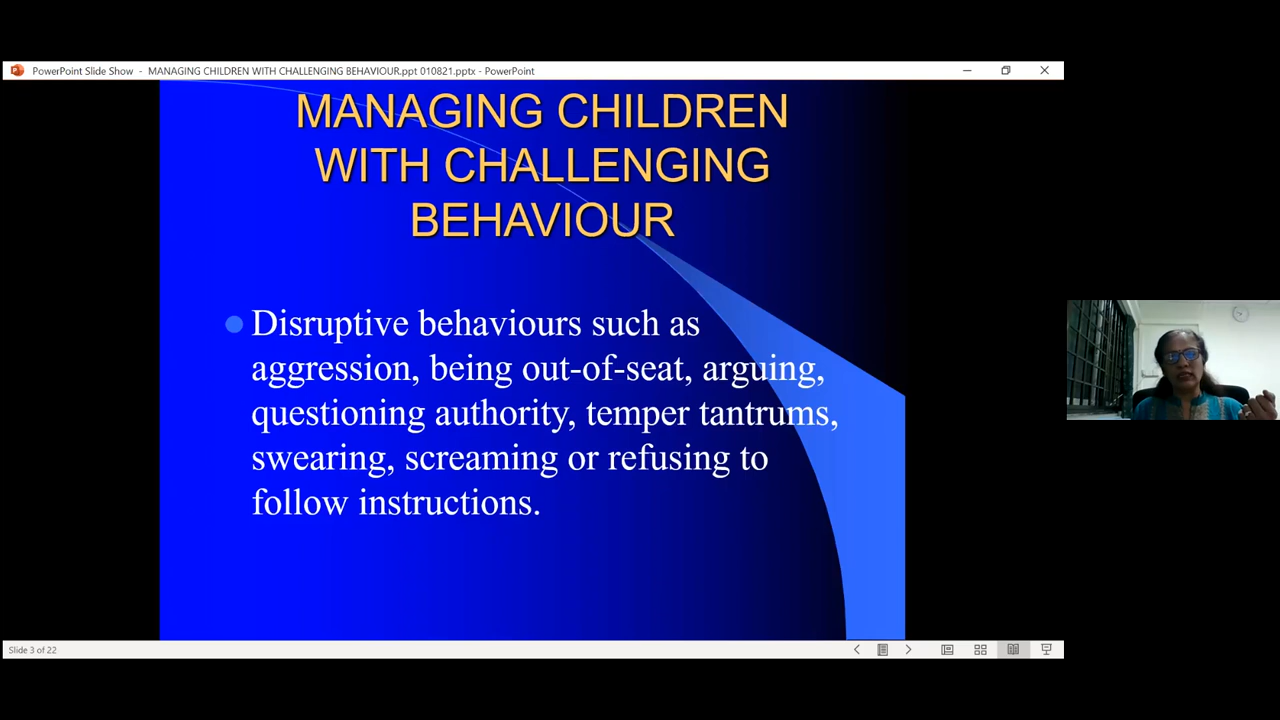 PowerPoint Slide Show - MANAGING CHILDREN WITH CHALLENGING BEHAVIOUR.ppt 010821.pptx - PowerPoint
MANAGING CHILDREN
WITH CHALLENGING
BEHAVIOUR
Disruptive behaviours such as
aggression, being out-of-seat, arguing,
questioning authority, temper tantrums,
swearing, screaming or refusing to
follow instructions.
Slide 3 of 22